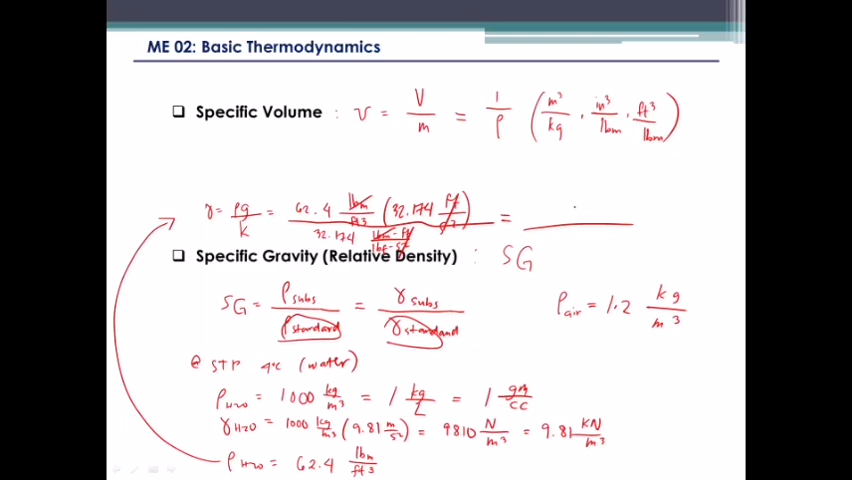 ME 02: Basic Thermodynamics
❑ Specific Volume : v = V/m = 1/ρ (m³/kg , in³/lbm , ft³/lbm)
γ = ρg/k = 62.4 lbm/ft³ (32.174 ft/s²) / 32.174 lbm-ft/lbf-s² =
❑ Specific Gravity (Relative Density) : SG
SG = ρsubs/ρstandard = γsubs/γstandard ρair = 1.2 kg/m³
@ STP 4°C (water)
ρH2O = 1000 kg/m³ = 1 kg/L = 1 gm/cc
γH2O = 1000 kg/m³ (9.81 m/s²) = 9810 N/m³ = 9.81 KN/m³
ρH2O = 62.4 lbm/ft³